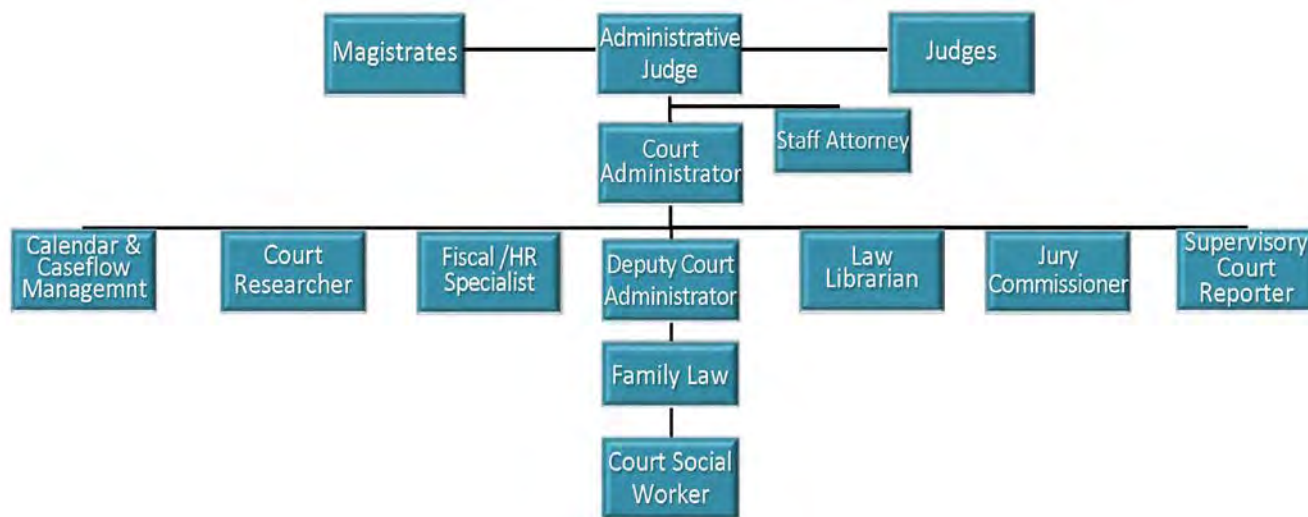 Magistrates
Administrative
Judge
Judges
Court
Administrator
Staff Attorney
Calendar &
Caseflow
Managemnt
Court
Researcher
Fiscal /HR
Specialist
Deputy Court
Administrator
Law
Librarian
Jury
Commissioner
Supervisory
Court
Reporter
Family Law
Court Social
Worker